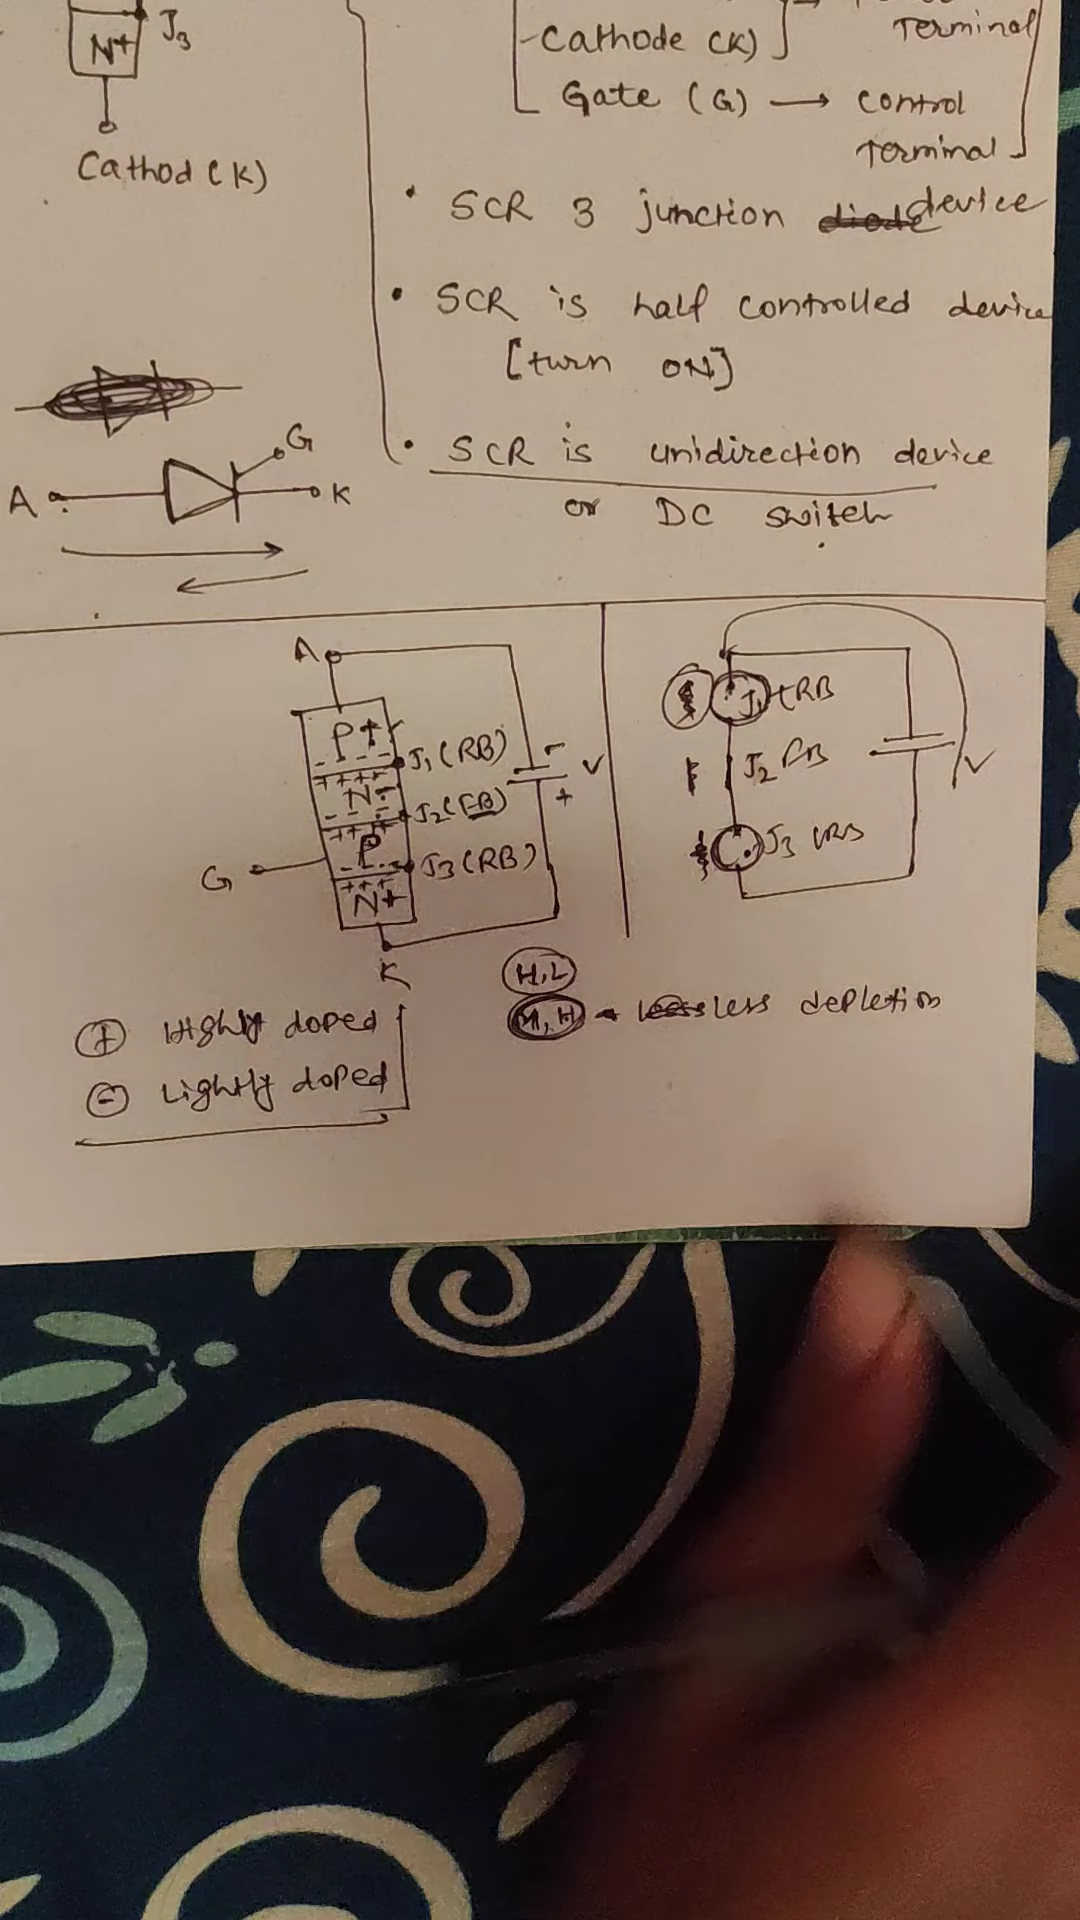 J3
N+
Cathod (K)
Cathode (K)
Terminal
Gate (G) → control
Terminal
• SCR 3 junction device
• SCR is half controlled device
[turn ON]
• SCR is unidirection device
or DC switch
G
A
K
A
P+
J1 (RB)
N-
J2 (FB)
P
J3 (RB)
N+
G
K
-
+
V
J1 RB
J2 FB
J3 RB
V
H,L
M,H
less depletion
+ Highly doped
- Lightly doped